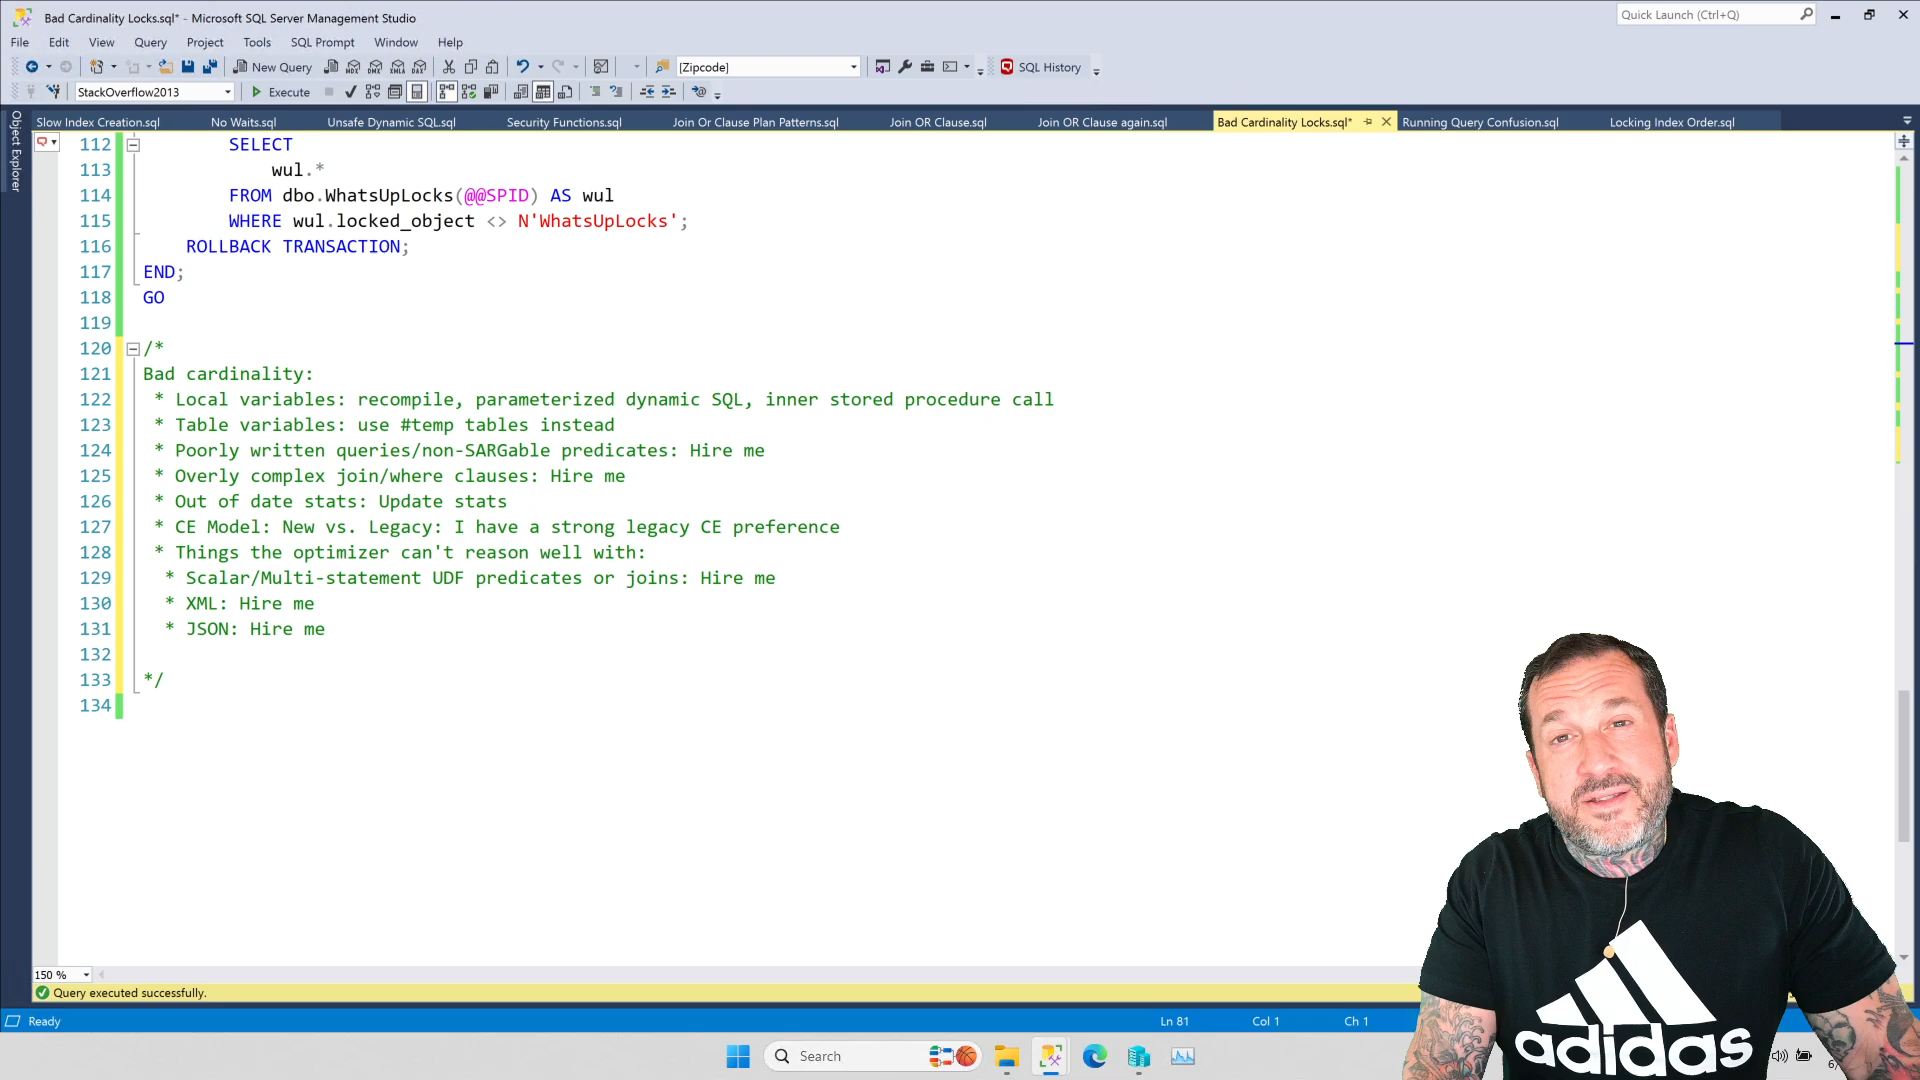 Bad Cardinality Locks.sql* - Microsoft SQL Server Management Studio
Quick Launch (Ctrl+Q)
File Edit View Query Project Tools SQL Prompt Window Help
New Query
MDX DMX XMLA DAX
[Zipcode]
SQL History
StackOverflow2013
Execute
Slow Index Creation.sql No Waits.sql Unsafe Dynamic SQL.sql Security Functions.sql Join Or Clause Plan Patterns.sql Join OR Clause.sql Join OR Clause again.sql Bad Cardinality Locks.sql* Running Query Confusion.sql Locking Index Order.sql
Object Explorer
112 SELECT
113 wul.*
114 FROM dbo.WhatsUpLocks(@@SPID) AS wul
115 WHERE wul.locked_object <> N'WhatsUpLocks';
116 ROLLBACK TRANSACTION;
117 END;
118 GO
119
120 /*
121 Bad cardinality:
122 * Local variables: recompile, parameterized dynamic SQL, inner stored procedure call
123 * Table variables: use #temp tables instead
124 * Poorly written queries/non-SARGable predicates: Hire me
125 * Overly complex join/where clauses: Hire me
126 * Out of date stats: Update stats
127 * CE Model: New vs. Legacy: I have a strong legacy CE preference
128 * Things the optimizer can't reason well with:
129 * Scalar/Multi-statement UDF predicates or joins: Hire me
130 * XML: Hire me
131 * JSON: Hire me
132
133 */
134
150 %
Query executed successfully.
Ready
Ln 81 Col 1 Ch 1
Search
adidas
6/